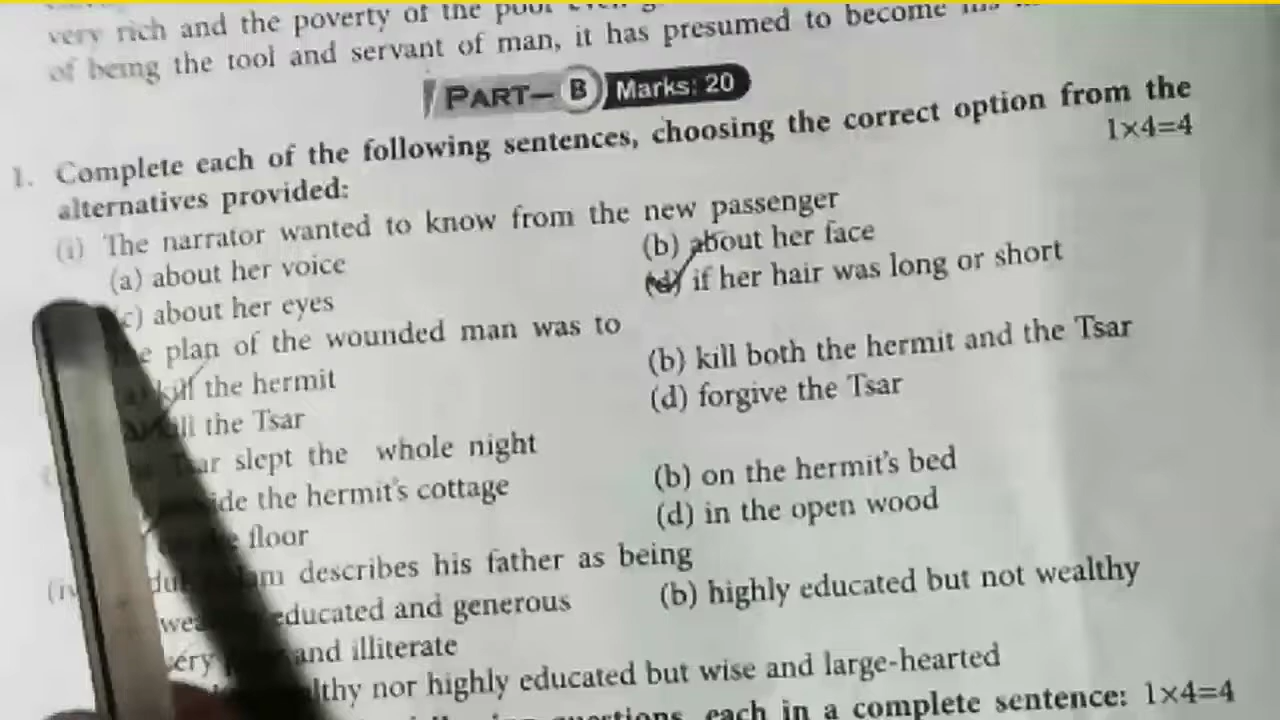 very rich and the poverty of the
of being the tool and servant of man, it has presumed to become
PART- B Marks: 20
1. Complete each of the following sentences, choosing the correct option from the
alternatives provided: 1×4=4
(i) The narrator wanted to know from the new passenger
(a) about her voice (b) about her face
(c) about her eyes (d) if her hair was long or short
plan of the wounded man was to
kill the hermit (b) kill both the hermit and the Tsar
the Tsar (d) forgive the Tsar
slept the whole night
the hermit's cottage (b) on the hermit's bed
floor (d) in the open wood
describes his father as being
educated and generous (b) highly educated but not wealthy
and illiterate
nor highly educated but wise and large-hearted
questions, each in a complete sentence: 1×4=4